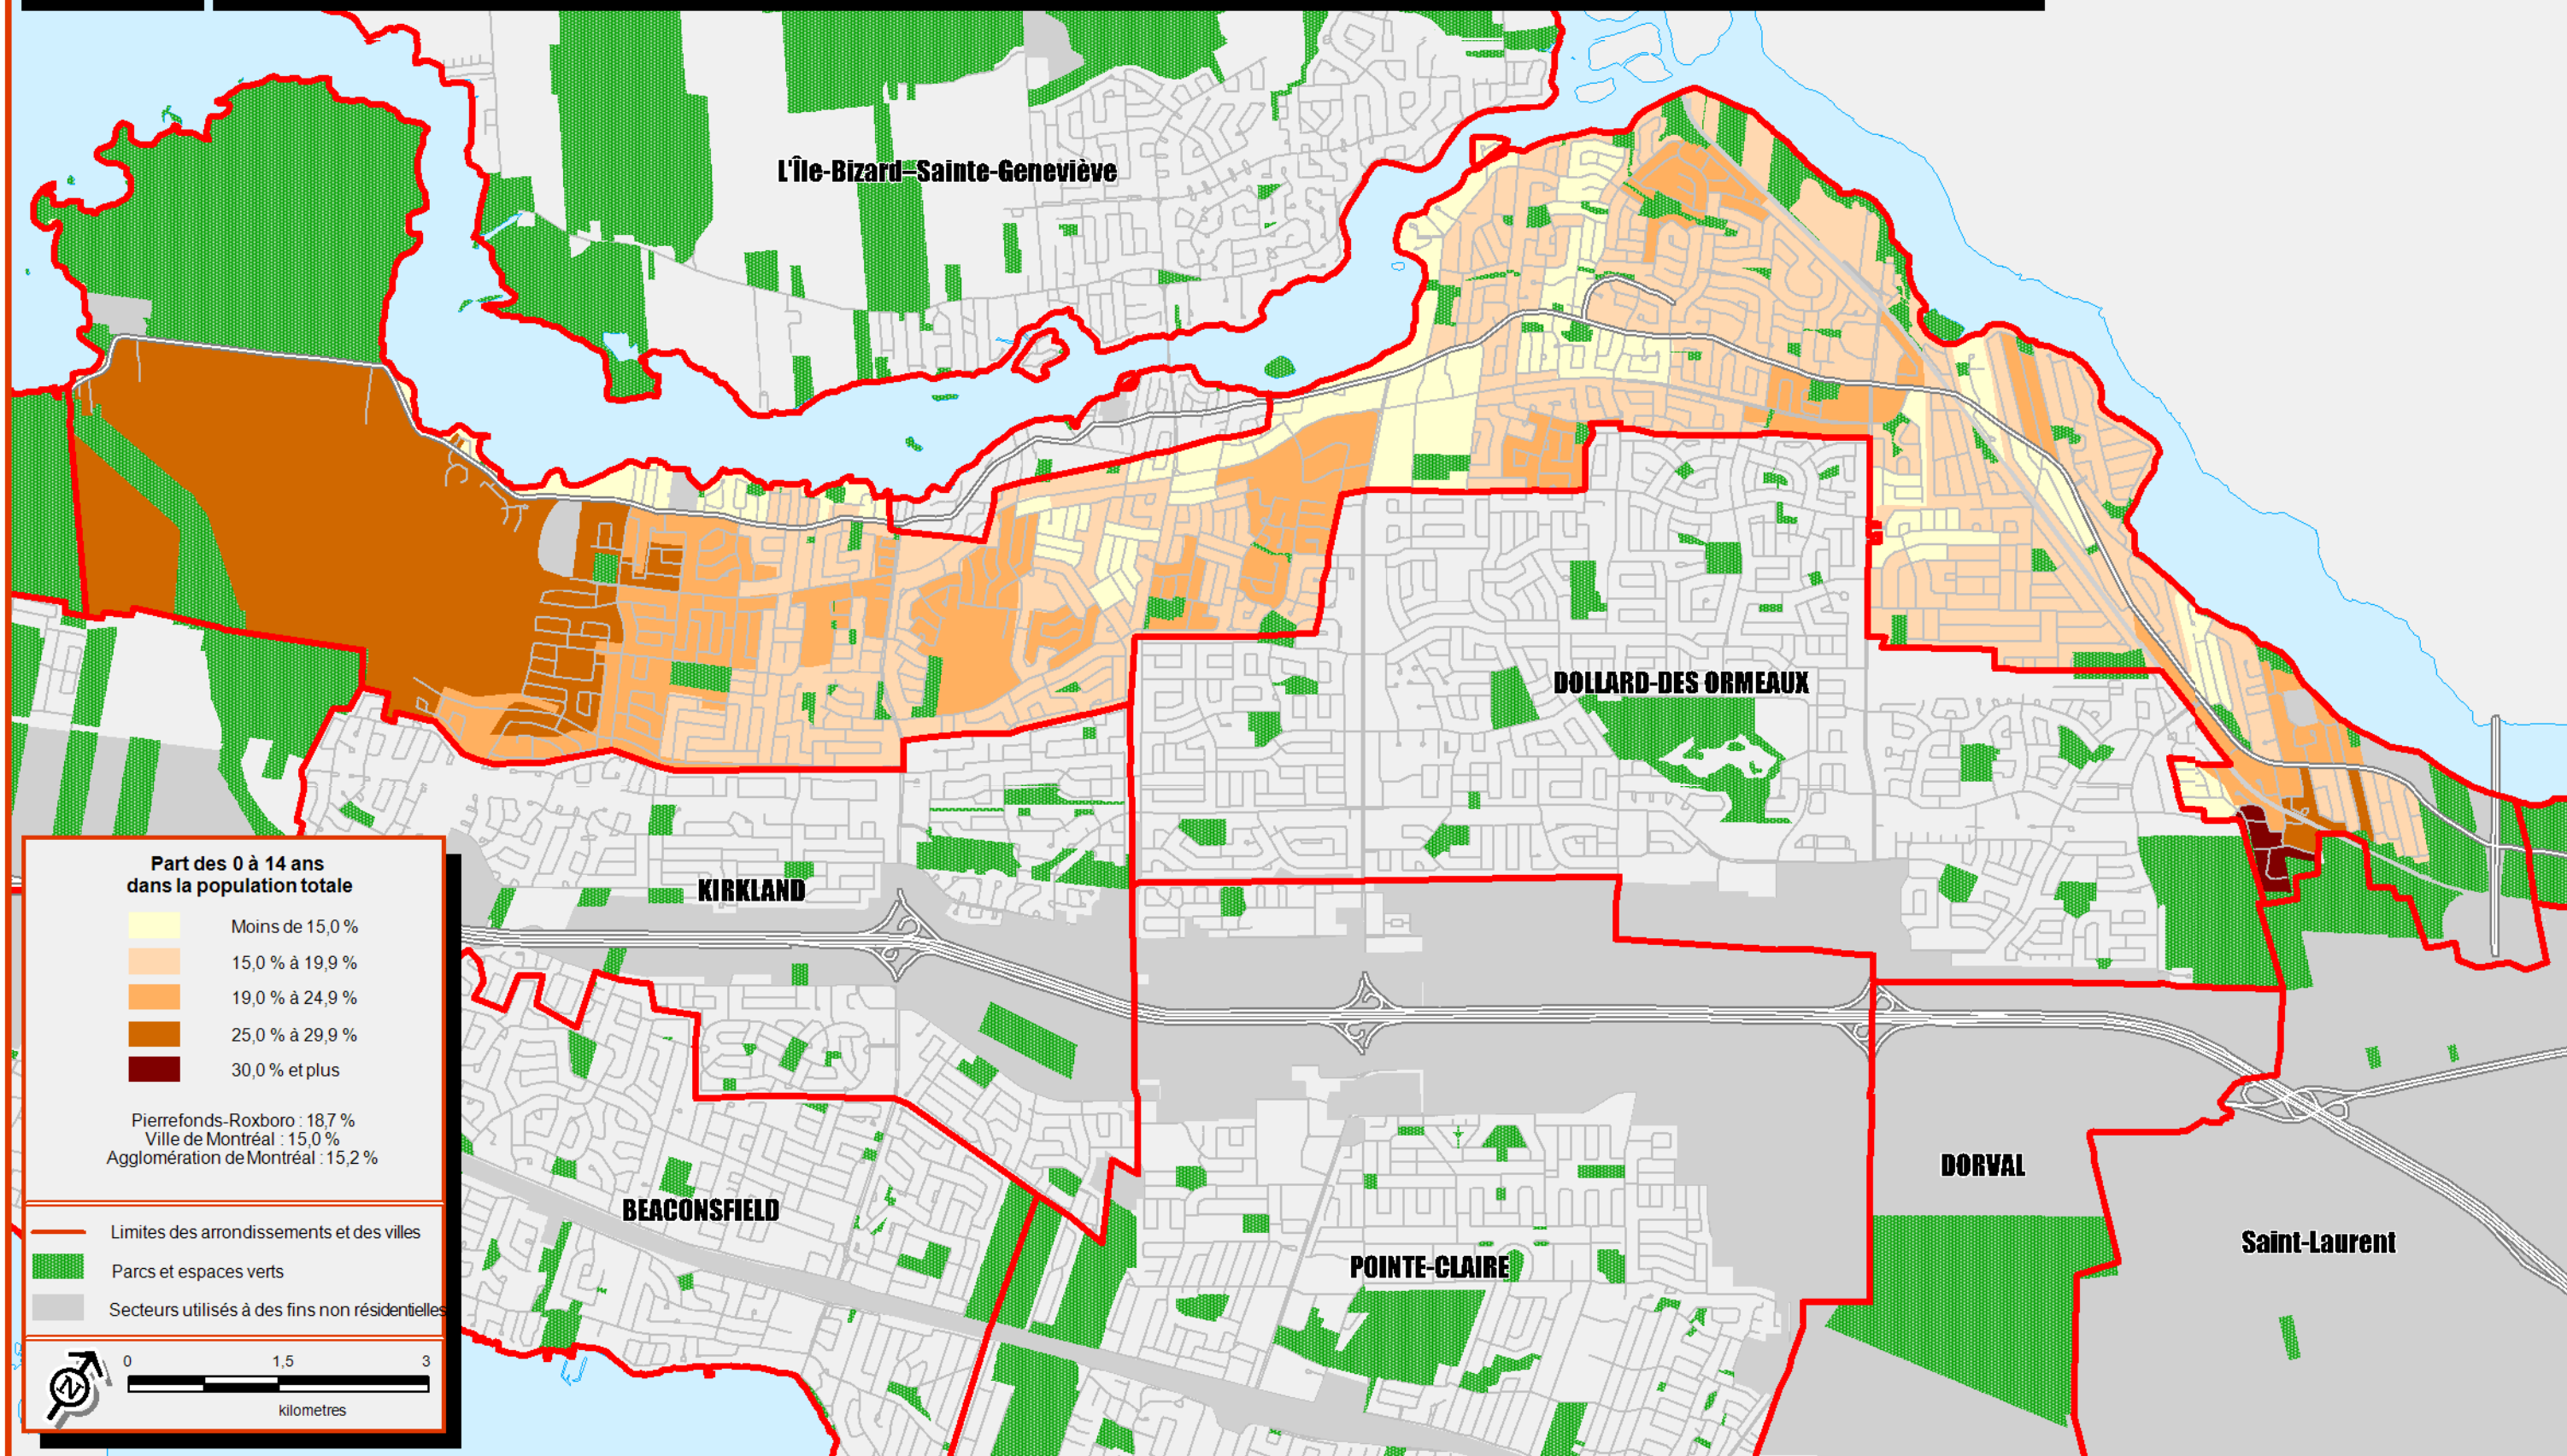 L'Île-Bizard–Sainte-Geneviève
DOLLARD-DES ORMEAUX
KIRKLAND
BEACONSFIELD
POINTE-CLAIRE
DORVAL
Saint-Laurent
Part des 0 à 14 ans
dans la population totale
Moins de 15,0 %
15,0 % à 19,9 %
19,0 % à 24,9 %
25,0 % à 29,9 %
30,0 % et plus
Pierrefonds-Roxboro : 18,7 %
Ville de Montréal : 15,0 %
Agglomération de Montréal : 15,2 %
Limites des arrondissements et des villes
Parcs et espaces verts
Secteurs utilisés à des fins non résidentielles
N
0 1,5 3
kilometres